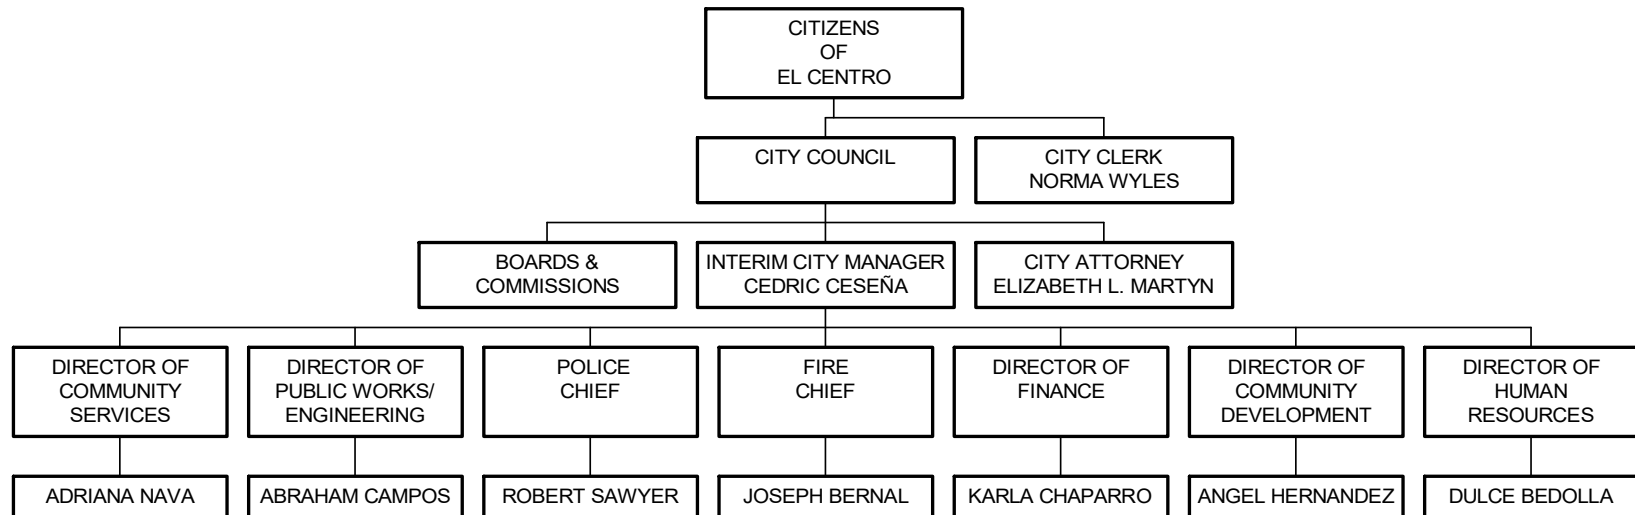 CITIZENS
OF
EL CENTRO
CITY COUNCIL
CITY CLERK
NORMA WYLES
BOARDS &
COMMISSIONS
INTERIM CITY MANAGER
CEDRIC CESEÑA
CITY ATTORNEY
ELIZABETH L. MARTYN
DIRECTOR OF
COMMUNITY
SERVICES
DIRECTOR OF
PUBLIC WORKS/
ENGINEERING
POLICE
CHIEF
FIRE
CHIEF
DIRECTOR OF
FINANCE
DIRECTOR OF
COMMUNITY
DEVELOPMENT
DIRECTOR OF
HUMAN
RESOURCES
ADRIANA NAVA
ABRAHAM CAMPOS
ROBERT SAWYER
JOSEPH BERNAL
KARLA CHAPARRO
ANGEL HERNANDEZ
DULCE BEDOLLA